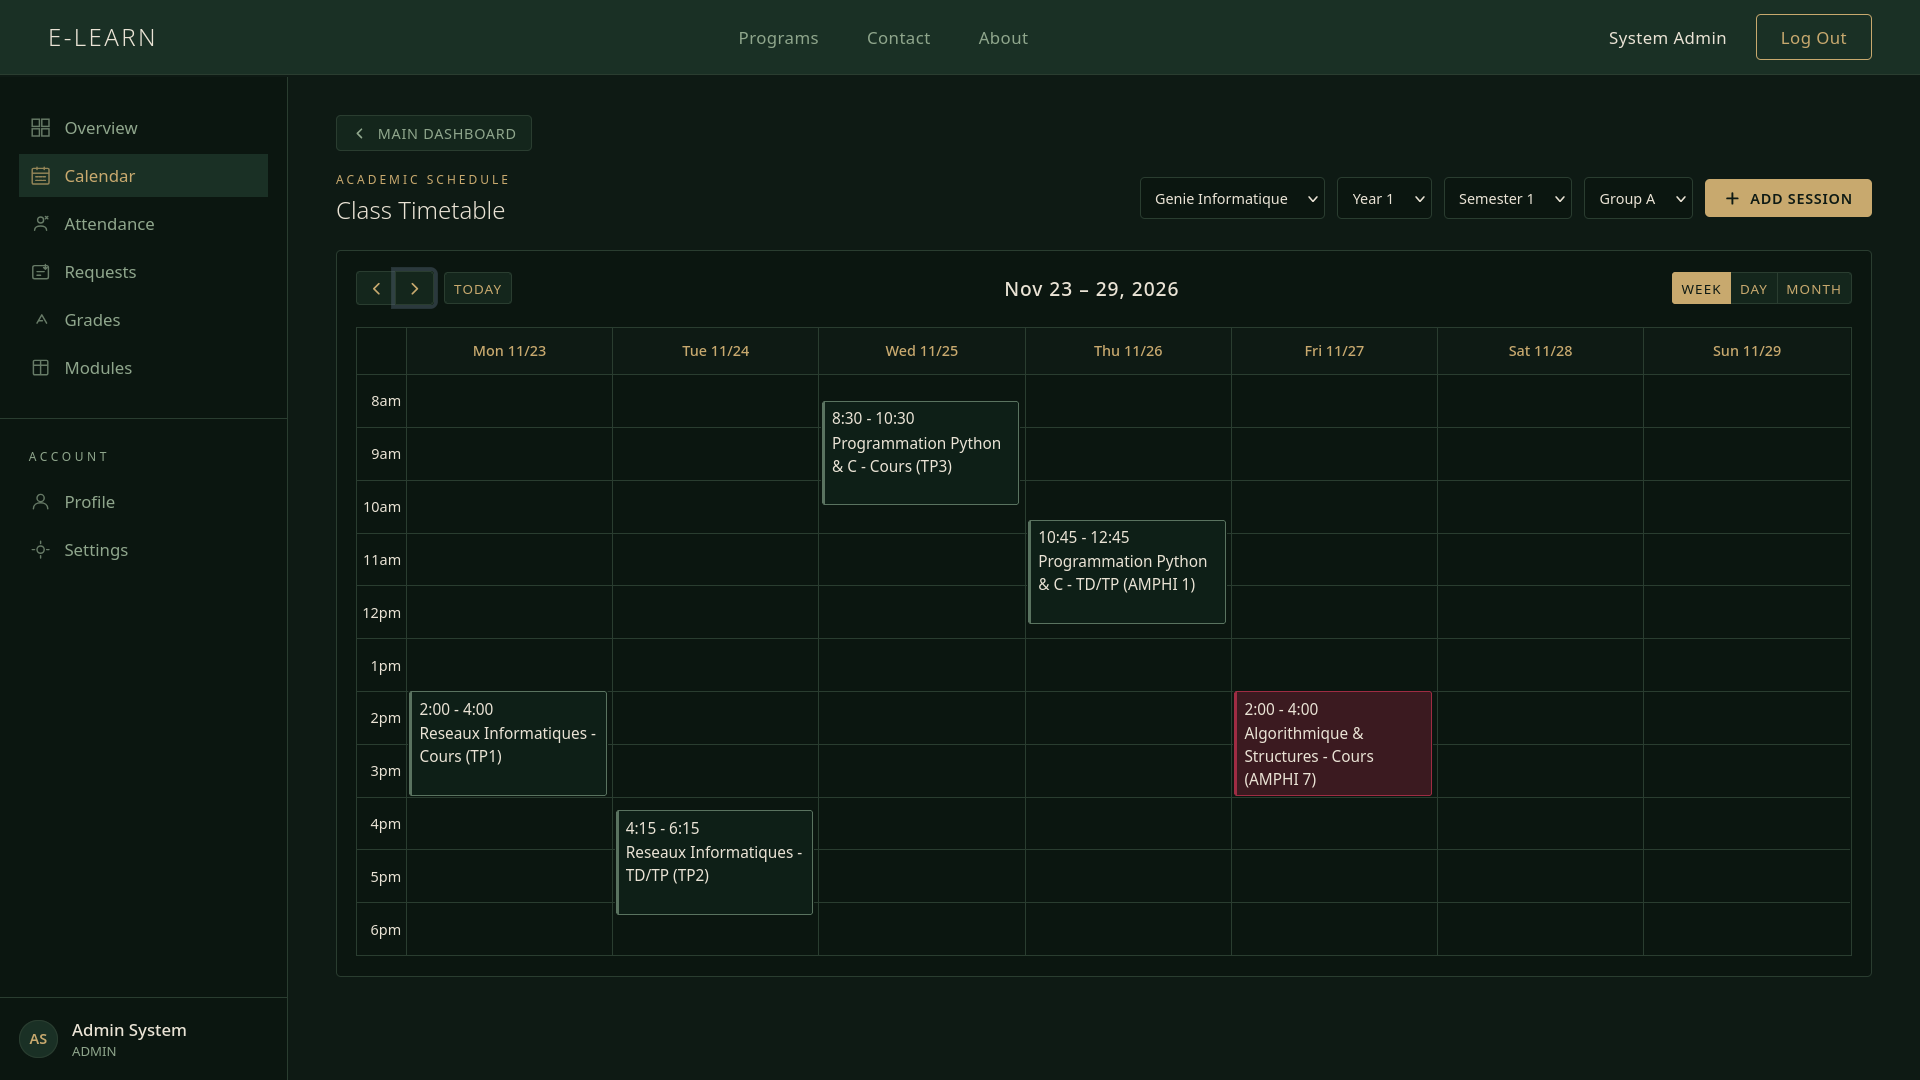 E-LEARN
Programs
Contact
About
System Admin
Log Out
Overview
Calendar
Attendance
Requests
Grades
Modules
ACCOUNT
Profile
Settings
AS
Admin System
ADMIN
MAIN DASHBOARD
ACADEMIC SCHEDULE
Class Timetable
Genie Informatique
Year 1
Semester 1
Group A
ADD SESSION
TODAY
Nov 23 – 29, 2026
WEEK
DAY
MONTH
Mon 11/23
Tue 11/24
Wed 11/25
Thu 11/26
Fri 11/27
Sat 11/28
Sun 11/29
8am
9am
10am
11am
12pm
1pm
2pm
3pm
4pm
5pm
6pm
2:00 - 4:00
Reseaux Informatiques -
Cours (TP1)
4:15 - 6:15
Reseaux Informatiques -
TD/TP (TP2)
8:30 - 10:30
Programmation Python
& C - Cours (TP3)
10:45 - 12:45
Programmation Python
& C - TD/TP (AMPHI 1)
2:00 - 4:00
Algorithmique &
Structures - Cours
(AMPHI 7)